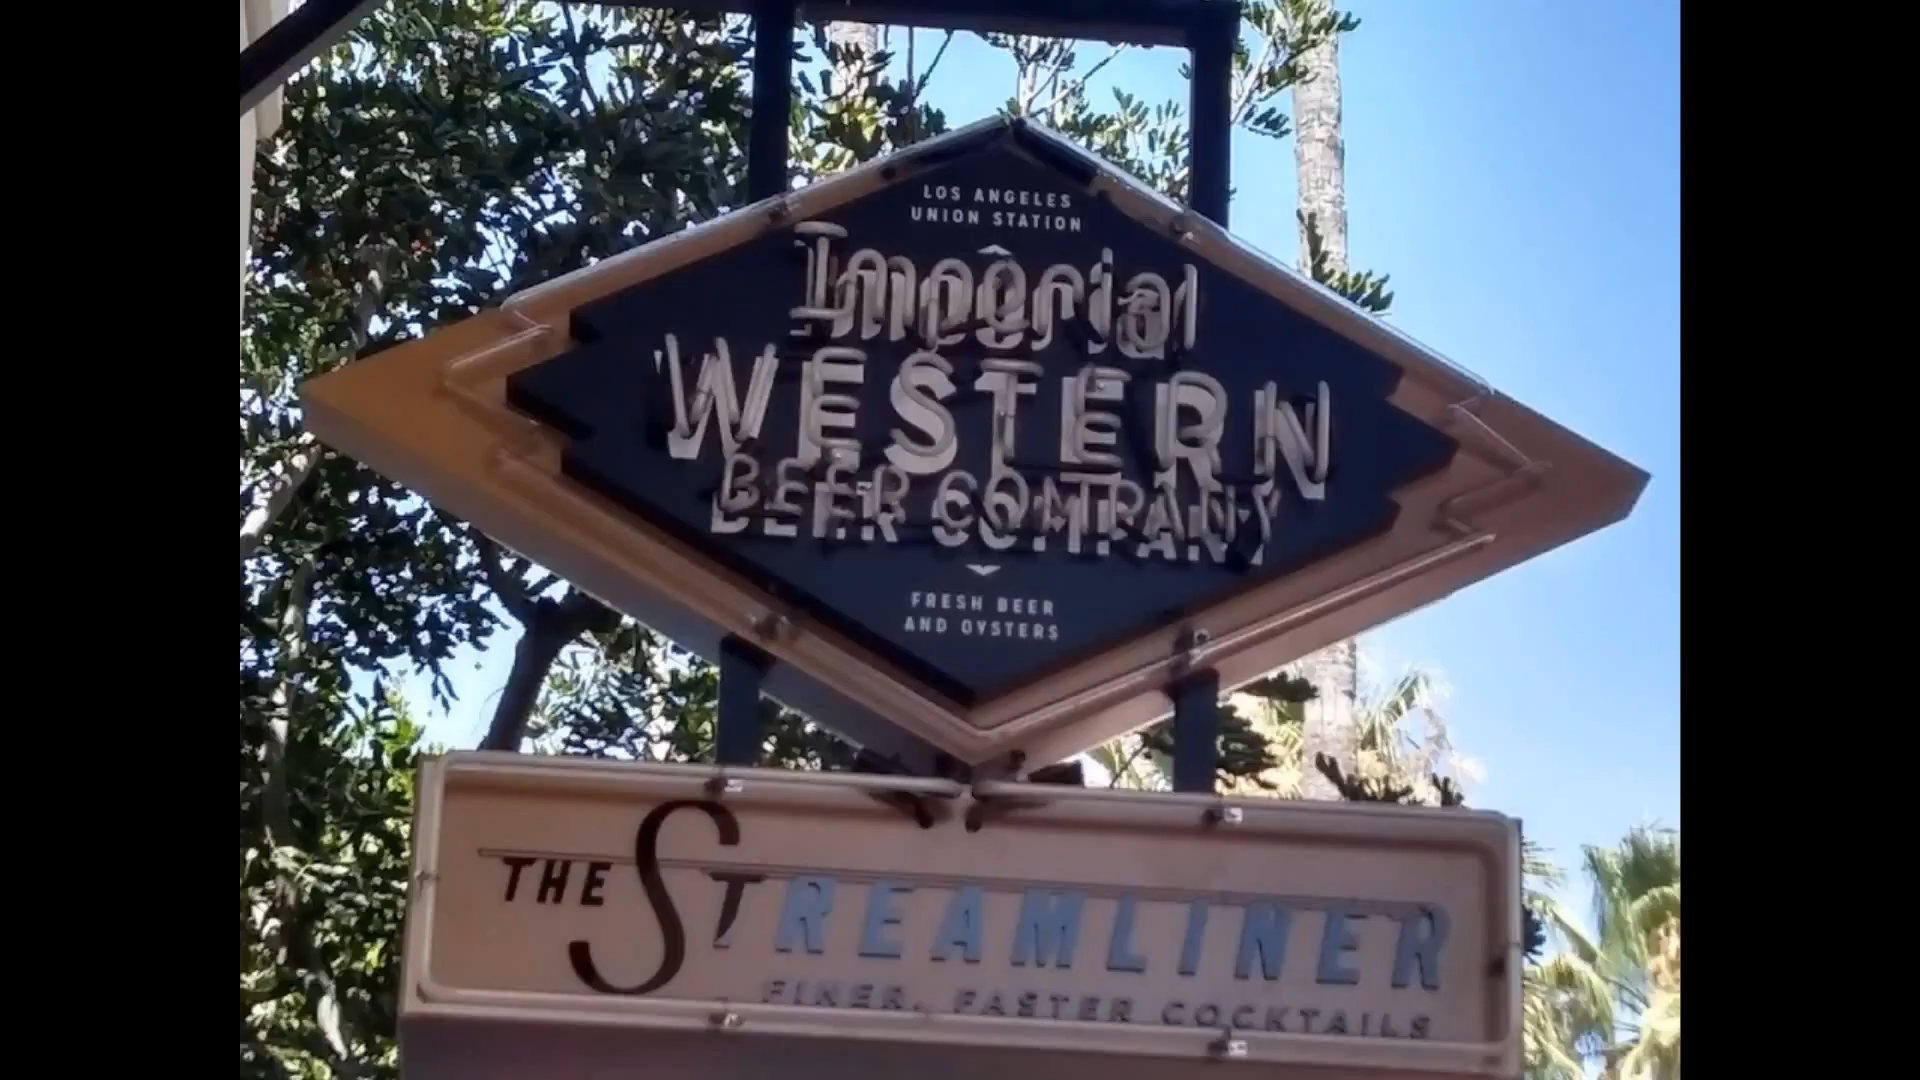 LOS ANGELES
UNION STATION
Imperial
WESTERN
BEER COMPANY
FRESH BEER
AND OYSTERS
THE STREAMLINER
FINER, FASTER COCKTAILS